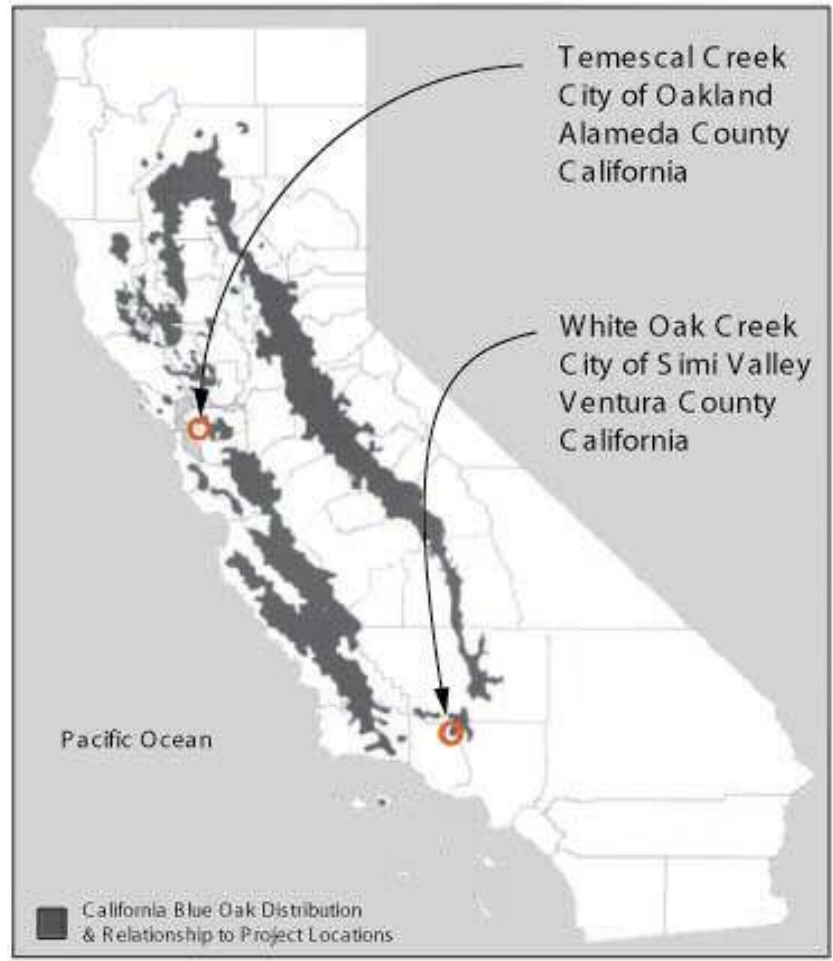 Temescal Creek
City of Oakland
Alameda County
California
White Oak Creek
City of Simi Valley
Ventura County
California
Pacific Ocean
California Blue Oak Distribution
& Relationship to Project Locations